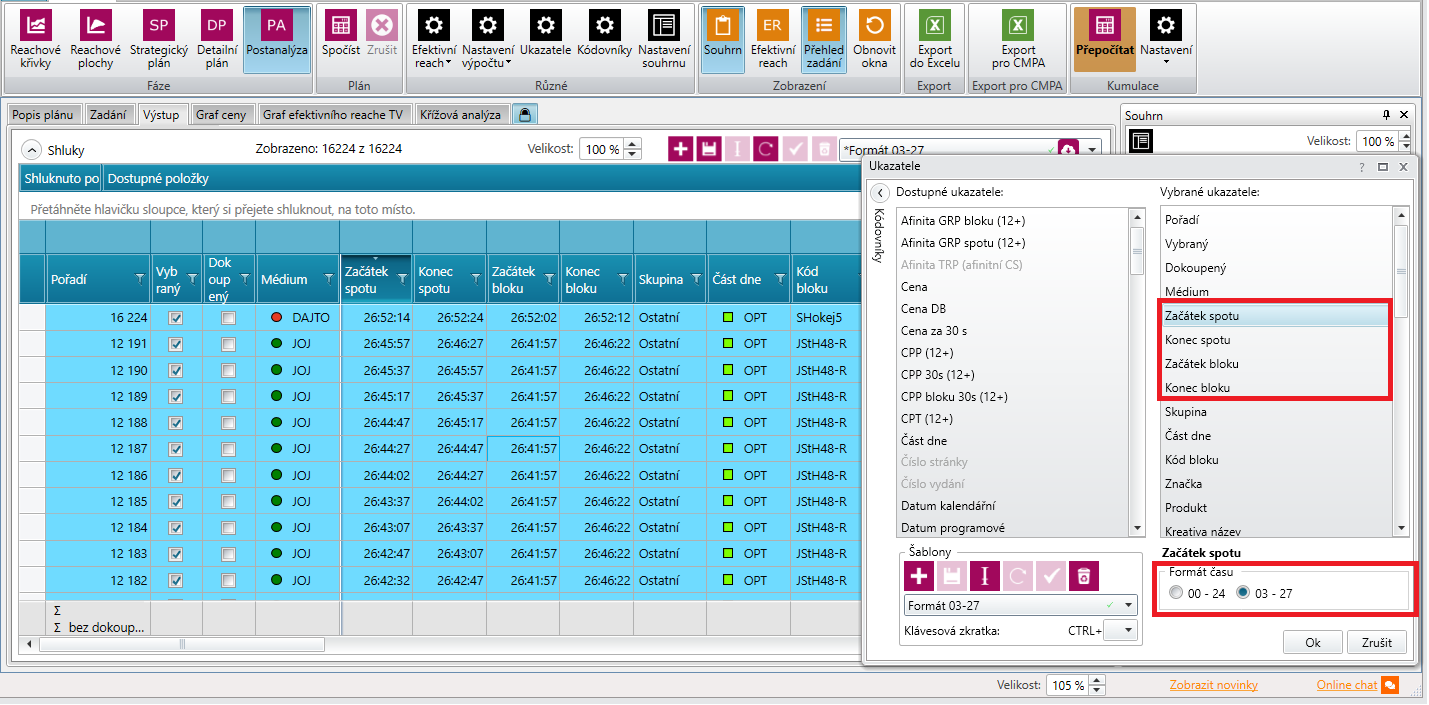 SP DP PA ER
Reachové křivky Reachové plochy Strategický plán Detailní plán Postanalýza Spočíst Zrušit Efektivní reach Nastavení výpočtu Ukazatele Kódovníky Nastavení souhrnu Souhrn Efektivní reach Přehled zadání Obnovit okna Export do Excelu Export pro CMPA Přepočítat Nastavení
Fáze Plán Různé Zobrazení Export Export pro CMPA Kumulace
Popis plánu Zadání Výstup Graf ceny Graf efektivního reache TV Křížová analýza
Shluky Zobrazeno: 16224 z 16224 Velikost: 100 % *Formát 03-27
Shluknuto po Dostupné položky
Přetáhněte hlavičku sloupce, který si přejete shluknout, na toto místo.
Pořadí Vyb raný Dok oup ený Médium Začátek spotu Konec spotu Začátek bloku Konec bloku Skupina Část dne Kód bloku
16 224 DAJTO 26:52:14 26:52:24 26:52:02 26:52:12 Ostatní OPT SHokej5
12 191 JOJ 26:45:57 26:46:27 26:41:57 26:46:22 Ostatní OPT JStH48-R
12 190 JOJ 26:45:37 26:45:57 26:41:57 26:46:22 Ostatní OPT JStH48-R
12 189 JOJ 26:45:17 26:45:37 26:41:57 26:46:22 Ostatní OPT JStH48-R
12 188 JOJ 26:44:47 26:45:17 26:41:57 26:46:22 Ostatní OPT JStH48-R
12 187 JOJ 26:44:27 26:44:47 26:41:57 26:46:22 Ostatní OPT JStH48-R
12 186 JOJ 26:44:02 26:44:27 26:41:57 26:46:22 Ostatní OPT JStH48-R
12 185 JOJ 26:43:37 26:44:02 26:41:57 26:46:22 Ostatní OPT JStH48-R
12 184 JOJ 26:43:07 26:43:37 26:41:57 26:46:22 Ostatní OPT JStH48-R
12 183 JOJ 26:42:47 26:43:07 26:41:57 26:46:22 Ostatní OPT JStH48-R
12 182 JOJ 26:42:32 26:42:47 26:41:57 26:46:22 Ostatní OPT JStH48-R
Σ
Σ bez dokoup...
Souhrn
Velikost: 100 %
Ukazatele
Kódovníky
Dostupné ukazatele:
Afinita GRP bloku (12+)
Afinita GRP spotu (12+)
Afinita TRP (afinitní CS)
Cena
Cena DB
Cena za 30 s
CPP (12+)
CPP 30s (12+)
CPP bloku 30s (12+)
CPT (12+)
Část dne
Číslo stránky
Číslo vydání
Datum kalendářní
Datum programové
Šablony
Formát 03-27
Klávesová zkratka: CTRL+
Vybrané ukazatele:
Pořadí
Vybraný
Dokoupený
Médium
Začátek spotu
Konec spotu
Začátek bloku
Konec bloku
Skupina
Část dne
Kód bloku
Značka
Produkt
Kreativa název
Začátek spotu
Formát času
00 - 24 03 - 27
Ok Zrušit
Velikost: 105 % Zobrazit novinky Online chat